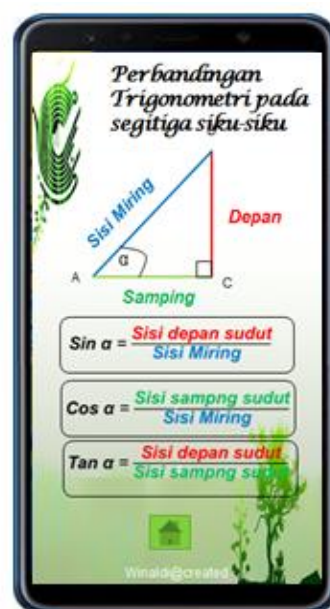 Perbandingan
Trigonometri pada
segitiga siku-siku
Sisi Miring
Depan
α
A
C
Samping
Sin α = Sisi depan sudut
Sisi Miring
Cos α = Sisi sampng sudut
Sisi Miring
Tan α = Sisi depan sudut
Sisi sampng sudut
Winaldi@created